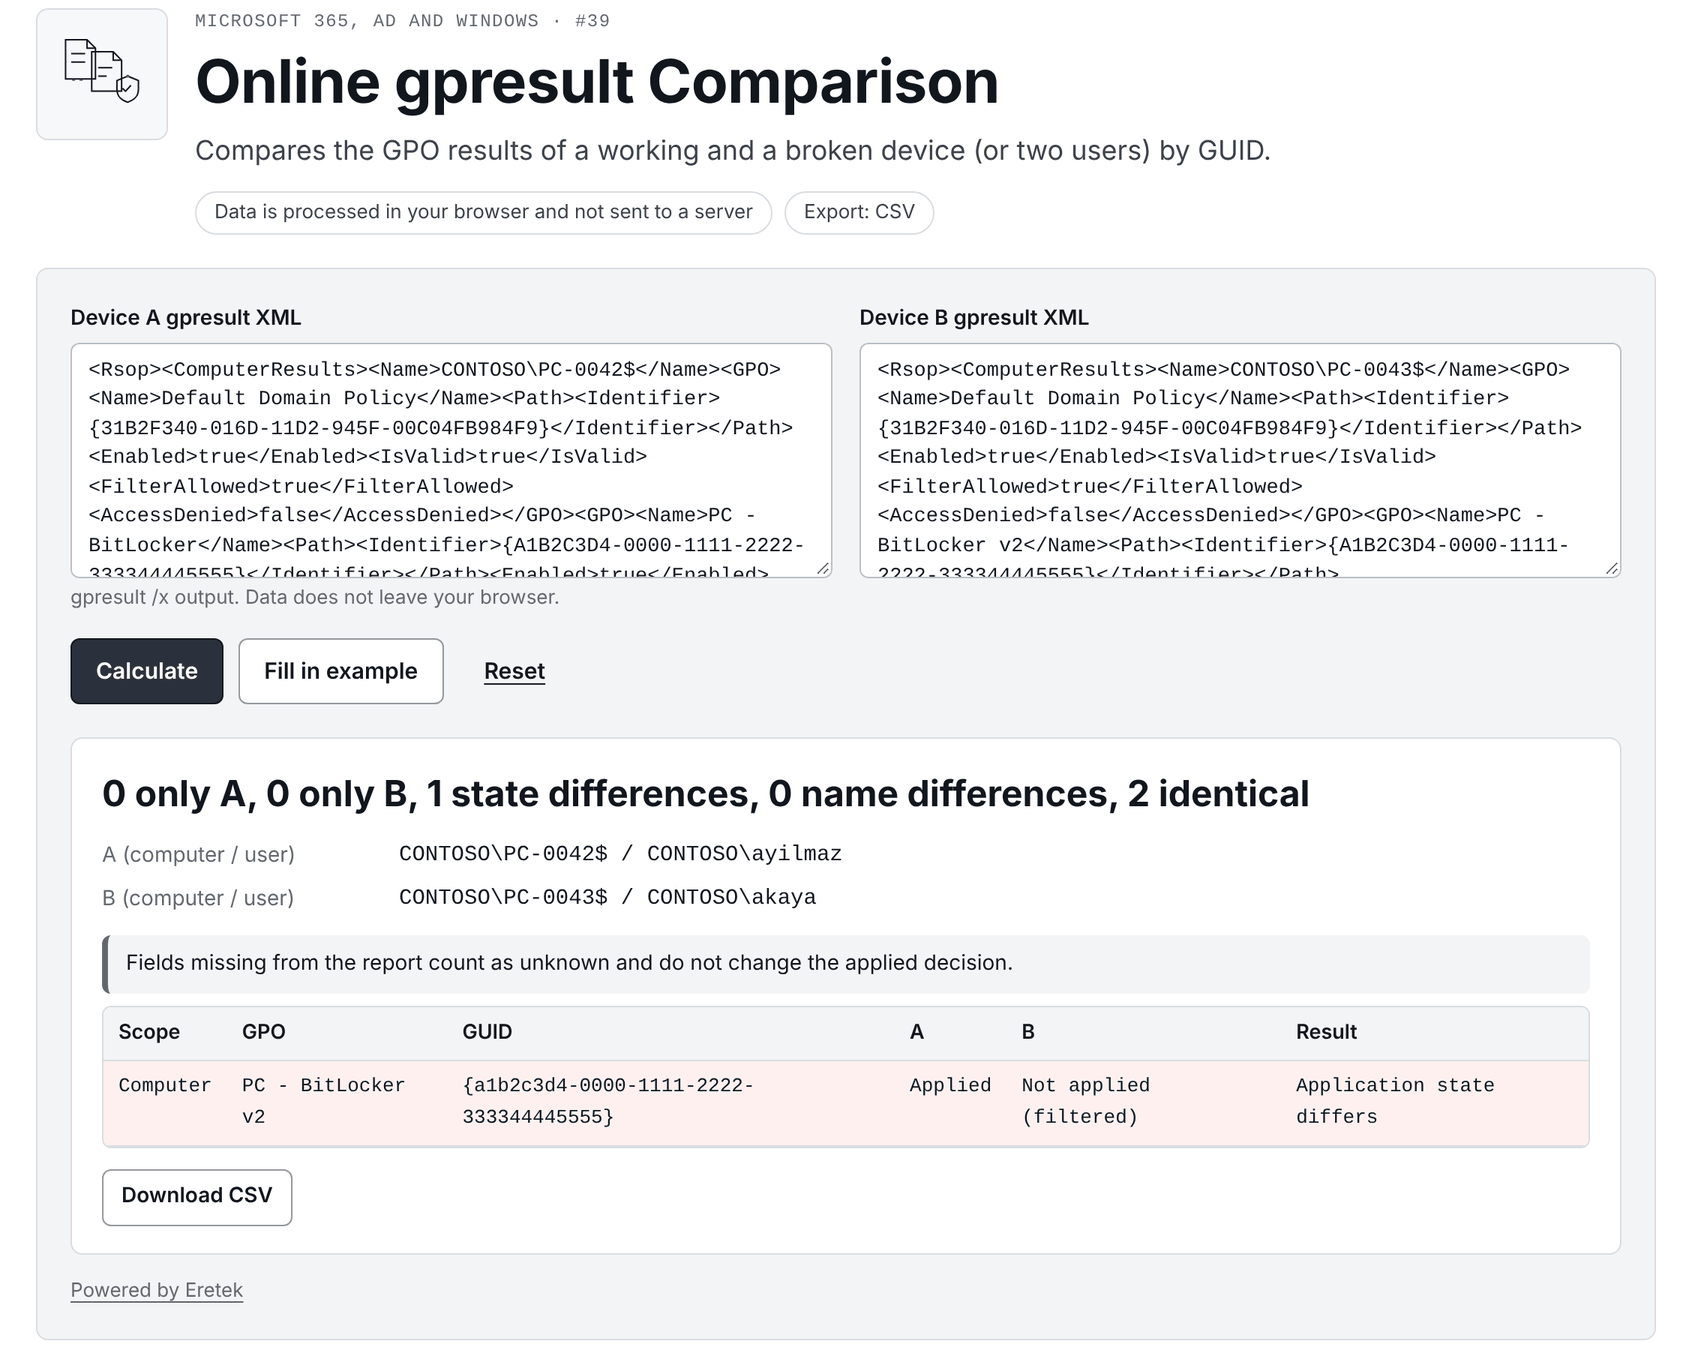 MICROSOFT 365, AD AND WINDOWS · #39
Online gpresult Comparison
Compares the GPO results of a working and a broken device (or two users) by GUID.
Data is processed in your browser and not sent to a server
Export: CSV
Device A gpresult XML
<Rsop><ComputerResults><Name>CONTOSO\PC-0042$</Name><GPO>
<Name>Default Domain Policy</Name><Path><Identifier>
{31B2F340-016D-11D2-945F-00C04FB984F9}</Identifier></Path>
<Enabled>true</Enabled><IsValid>true</IsValid>
<FilterAllowed>true</FilterAllowed>
<AccessDenied>false</AccessDenied></GPO><GPO><Name>PC -
BitLocker</Name><Path><Identifier>{A1B2C3D4-0000-1111-2222-
333344445555}</Identifier></Path><Enabled>true</Enabled>
Device B gpresult XML
<Rsop><ComputerResults><Name>CONTOSO\PC-0043$</Name><GPO>
<Name>Default Domain Policy</Name><Path><Identifier>
{31B2F340-016D-11D2-945F-00C04FB984F9}</Identifier></Path>
<Enabled>true</Enabled><IsValid>true</IsValid>
<FilterAllowed>true</FilterAllowed>
<AccessDenied>false</AccessDenied></GPO><GPO><Name>PC -
BitLocker v2</Name><Path><Identifier>{A1B2C3D4-0000-1111-
2222-333344445555}</Identifier></Path>
gpresult /x output. Data does not leave your browser.
Calculate
Fill in example
Reset
0 only A, 0 only B, 1 state differences, 0 name differences, 2 identical
A (computer / user) CONTOSO\PC-0042$ / CONTOSO\ayilmaz
B (computer / user) CONTOSO\PC-0043$ / CONTOSO\akaya
Fields missing from the report count as unknown and do not change the applied decision.
Scope GPO GUID A B Result
Computer PC - BitLocker {a1b2c3d4-0000-1111-2222- Applied Not applied Application state
v2 333344445555} (filtered) differs
Download CSV
Powered by Eretek